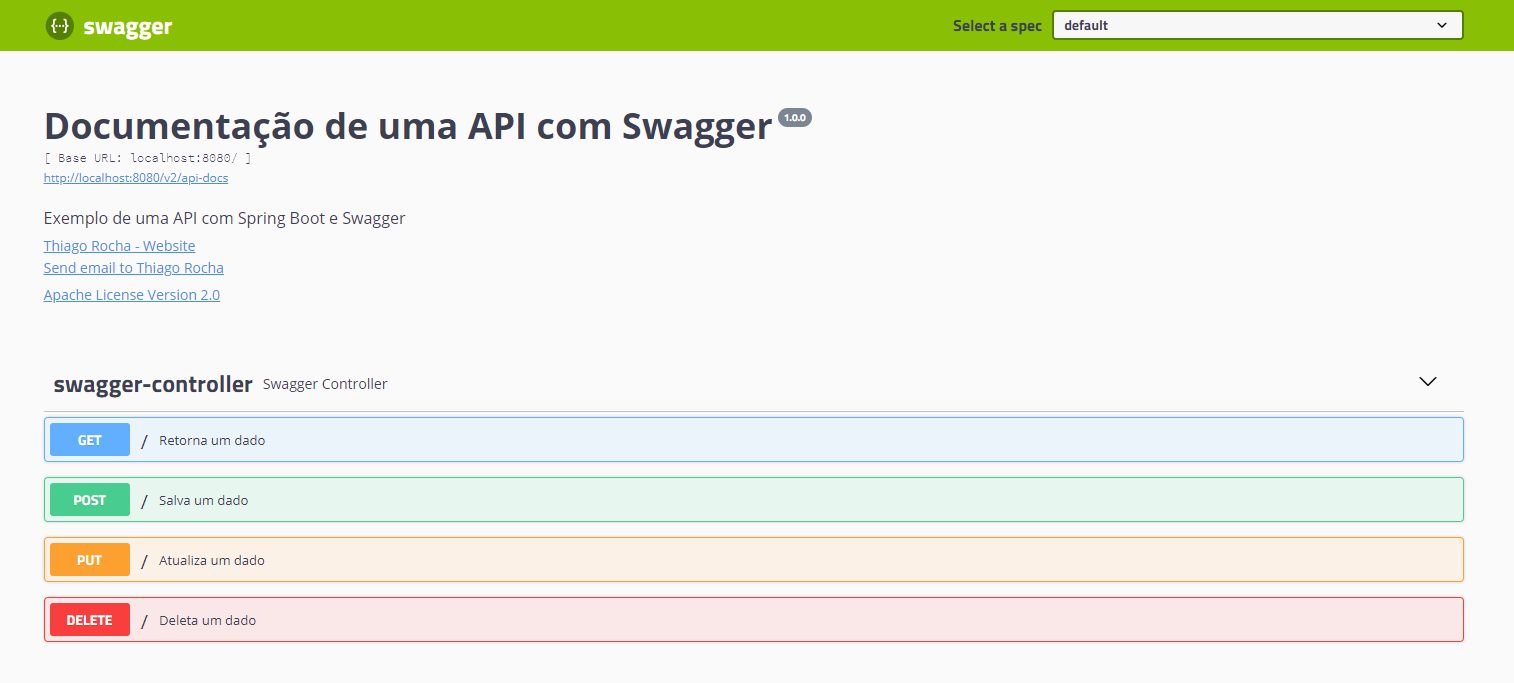 {···} swagger
Select a spec default
Documentação de uma API com Swagger 1.0.0
[ Base URL: localhost:8080/ ]
http://localhost:8080/v2/api-docs
Exemplo de uma API com Spring Boot e Swagger
Thiago Rocha - Website
Send email to Thiago Rocha
Apache License Version 2.0
swagger-controller Swagger Controller
GET / Retorna um dado
POST / Salva um dado
PUT / Atualiza um dado
DELETE / Deleta um dado